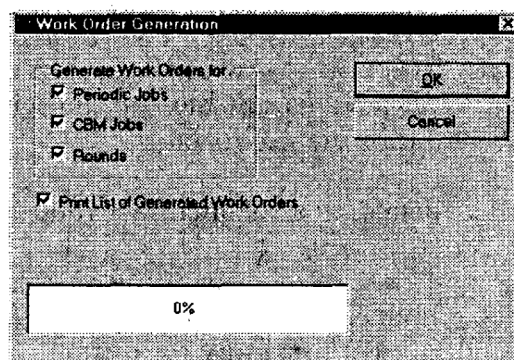 Work Order Generation
Generate Work Orders for
Periodic Jobs
CBM Jobs
Rounds
OK
Cancel
Print List of Generated Work Orders
0%